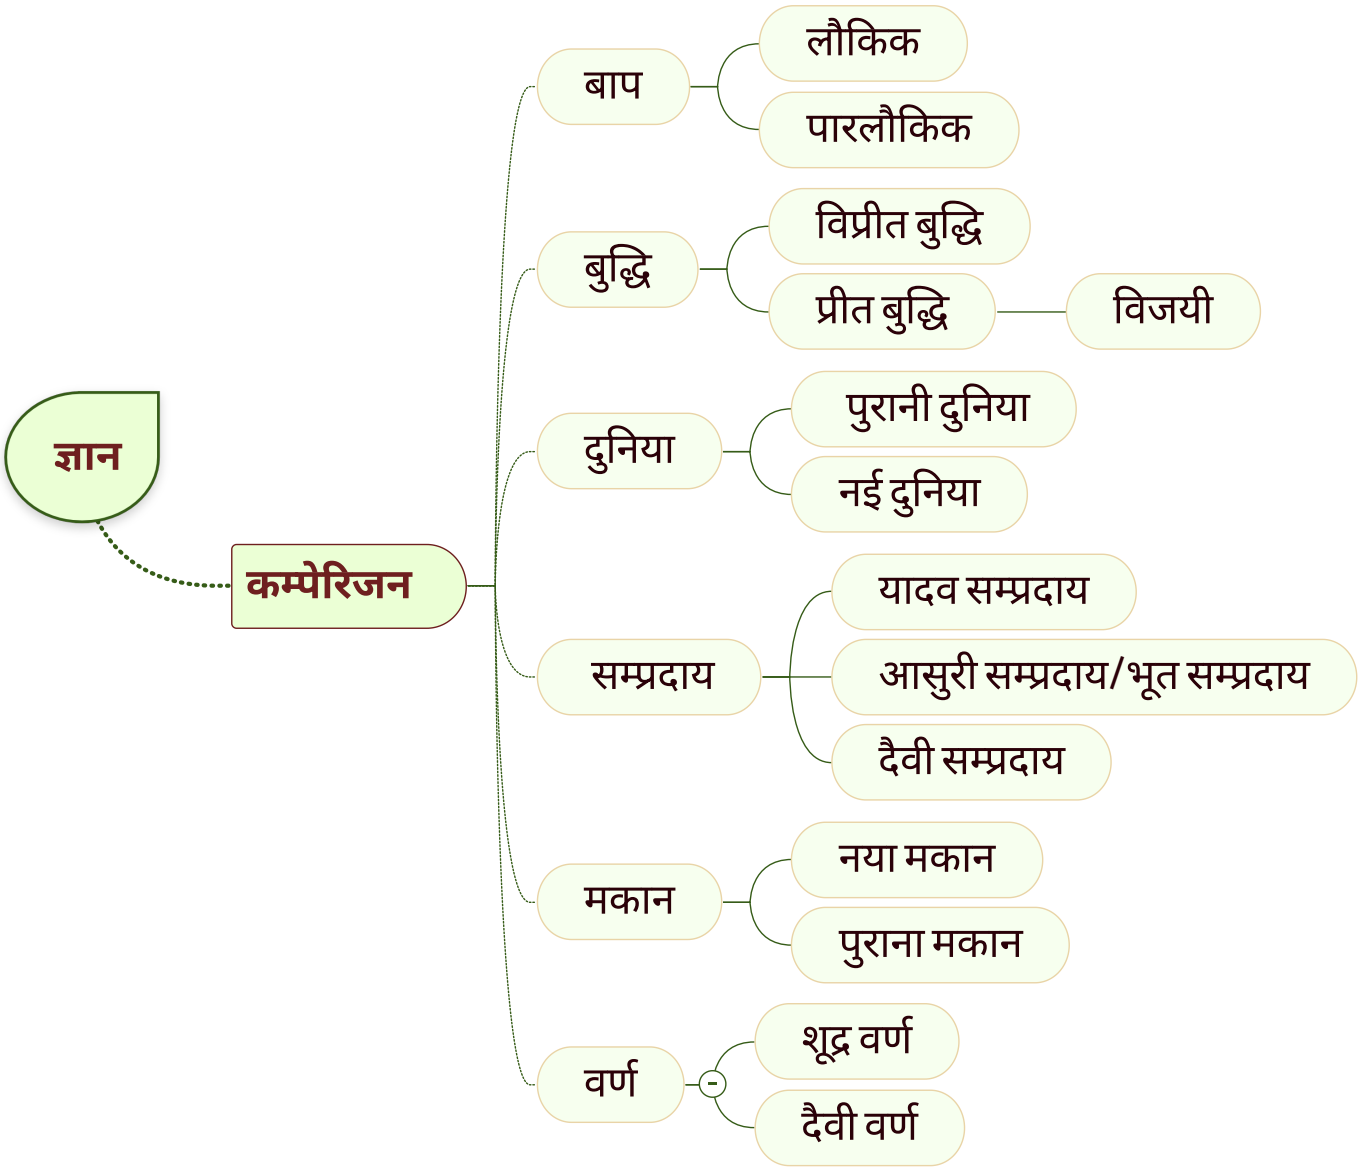 ज्ञान
कम्पेरिजन
बाप
लौकिक
पारलौकिक
बुद्धि
विप्रीत बुद्धि
प्रीत बुद्धि
विजयी
दुनिया
पुरानी दुनिया
नई दुनिया
सम्प्रदाय
यादव सम्प्रदाय
आसुरी सम्प्रदाय/भूत सम्प्रदाय
दैवी सम्प्रदाय
मकान
नया मकान
पुराना मकान
वर्ण
शूद्र वर्ण
दैवी वर्ण